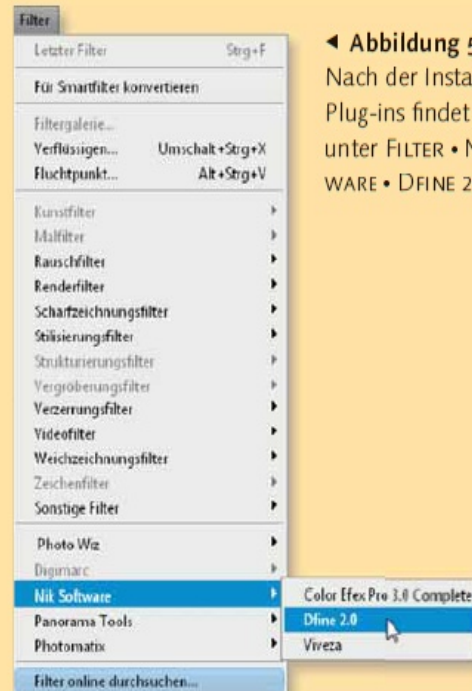 Filter
Letzter Filter Strg+F
Für Smartfilter konvertieren
Filtergalerie...
Verflüssigen... Umschalt+Strg+X
Fluchtpunkt... Alt+Strg+V
Kunstfilter
Malfilter
Rauschfilter
Renderfilter
Scharfzeichnungsfilter
Stilisierungsfilter
Strukturierungsfilter
Vergröberungsfilter
Verzerrungsfilter
Videofilter
Weichzeichnungsfilter
Zeichenfilter
Sonstige Filter
Photo Wiz
Digimarc
Nik Software
Panorama Tools
Photomatix
Filter online durchsuchen...
Color Efex Pro 3.0 Complete
Dfine 2.0
Viveza
◄ Abbildung 5
Nach der Insta
Plug-ins findet
unter FILTER • N
WARE • DFINE 2